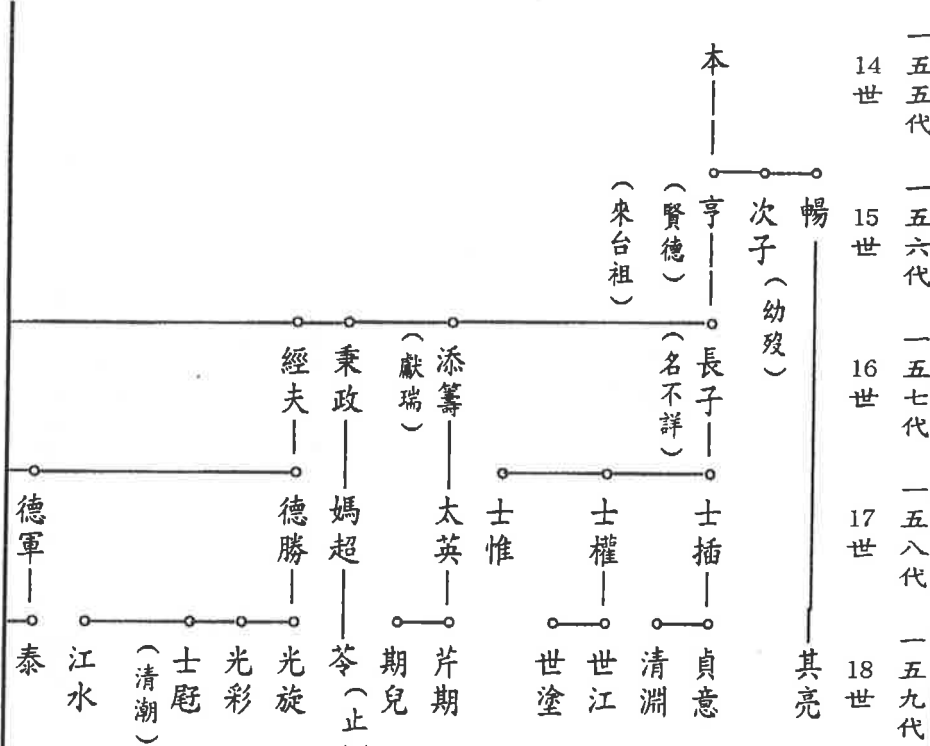 一五五代
14世
本
一五六代
15世
暢
次子(幼歿)
亨
(賢德)
(來台祖)
一五七代
16世
長子
(名不詳)
添籌
(獻瑞)
秉政
經夫
一五八代
17世
士插
士權
士惟
太英
媽超
德勝
德軍
一五九代
18世
其亮
貞意
清淵
世江
世塗
芹期
期兒
苓(止
光旋
光彩
士
(清潮)
江水
泰